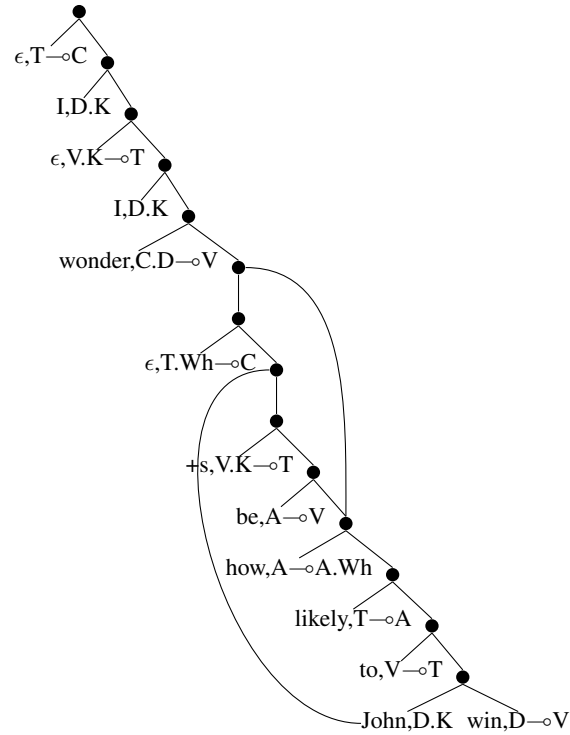 ϵ,T⊸C
I,D.K
ϵ,V.K⊸T
I,D.K
wonder,C.D⊸V
ϵ,T.Wh⊸C
+s,V.K⊸T
be,A⊸V
how,A⊸A.Wh
likely,T⊸A
to,V⊸T
John,D.K win,D⊸V